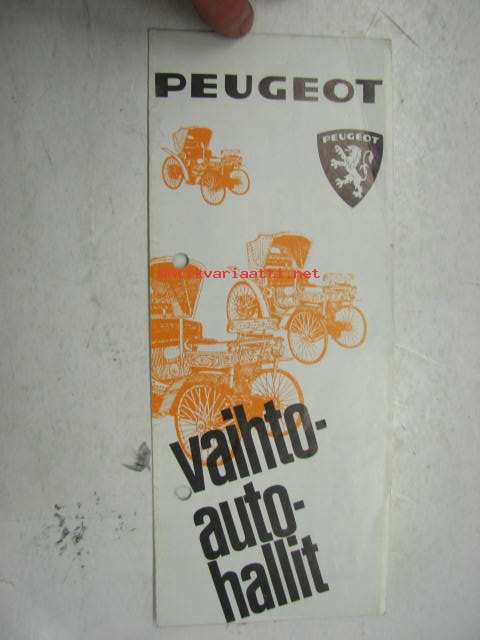 PEUGEOT
PEUGEOT
antikvariaatti.net
vaihto-
auto-
hallit